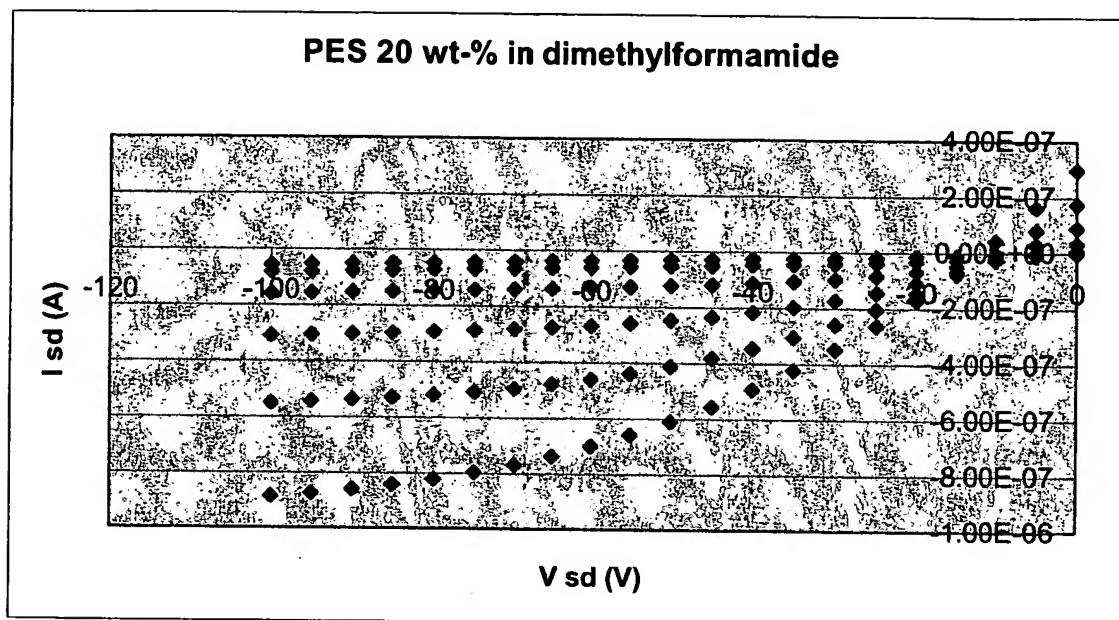 PES 20 wt-% in dimethylformamide
4.00E-07
2.00E-07
0.00E+00
-120 -100 -80 -60 -40 -20 0
-2.00E-07
-4.00E-07
-6.00E-07
-8.00E-07
-1.00E-06
I sd (A)
V sd (V)